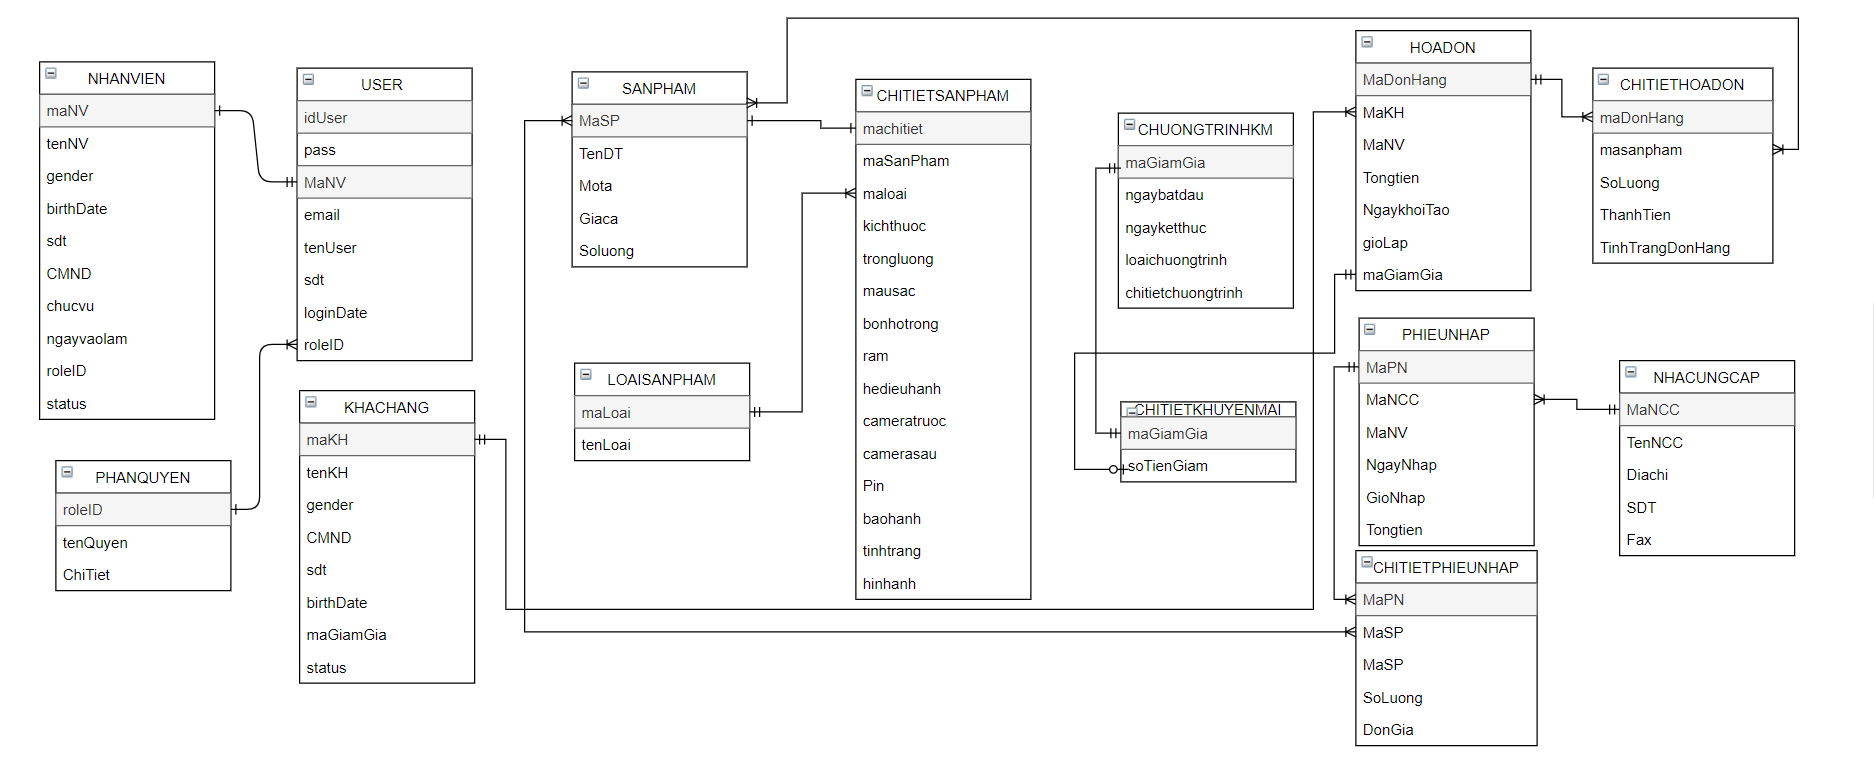 NHANVIEN
maNV
tenNV
gender
birthDate
sdt
CMND
chucvu
ngayvaolam
roleID
status
USER
idUser
pass
MaNV
email
tenUser
sdt
loginDate
roleID
PHANQUYEN
roleID
tenQuyen
ChiTiet
KHACHANG
maKH
tenKH
gender
CMND
sdt
birthDate
maGiamGia
status
SANPHAM
MaSP
TenDT
Mota
Giaca
Soluong
LOAISANPHAM
maLoai
tenLoai
CHITIETSANPHAM
machitiet
maSanPham
maloai
kichthuoc
trongluong
mausac
bonhotrong
ram
hedieuhanh
cameratruoc
camerasau
Pin
baohanh
tinhtrang
hinhanh
CHUONGTRINHKM
maGiamGia
ngaybatdau
ngayketthuc
loaichuongtrinh
chitietchuongtrinh
CHITIETKHUYENMAI
maGiamGia
soTienGiam
HOADON
MaDonHang
MaKH
MaNV
Tongtien
NgaykhoiTao
gioLap
maGiamGia
CHITIETHOADON
maDonHang
masanpham
SoLuong
ThanhTien
TinhTrangDonHang
PHIEUNHAP
MaPN
MaNCC
MaNV
NgayNhap
GioNhap
Tongtien
NHACUNGCAP
MaNCC
TenNCC
Diachi
SDT
Fax
CHITIETPHIEUNHAP
MaPN
MaSP
MaSP
SoLuong
DonGia